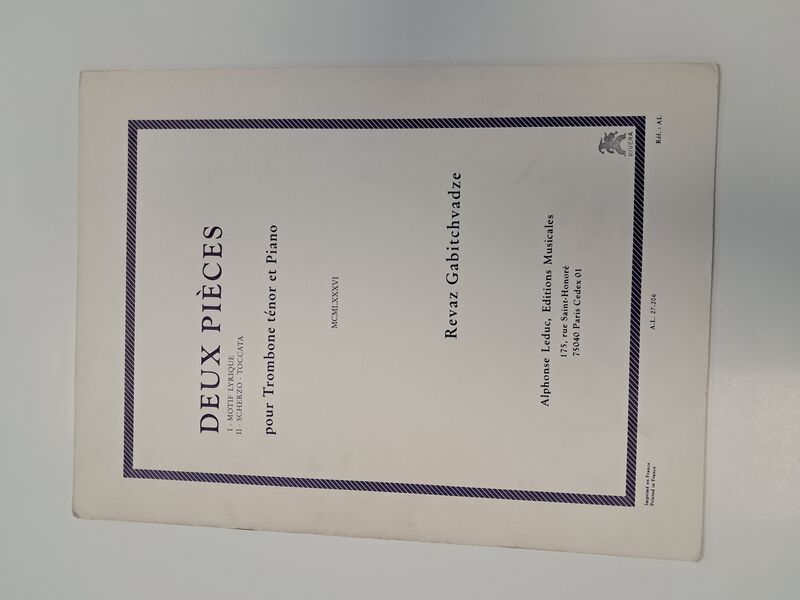 DEUX PIÈCES
I - MOTIF LYRIQUE
II - SCHERZO - TOCCATA
pour Trombone ténor et Piano
MCMLXXXVI
Revaz Gabitchvadze
Alphonse Leduc, Editions Musicales
175, rue Saint-Honoré
75040 Paris Cedex 01
RIVERA
Imprimé en France
Printed in France
A.L. 27.206
Réf. : AL